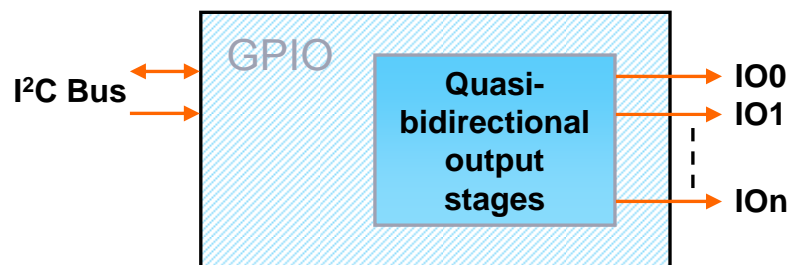 GPIO
I²C Bus
Quasi-
bidirectional
output
stages
IO0
IO1
IOn